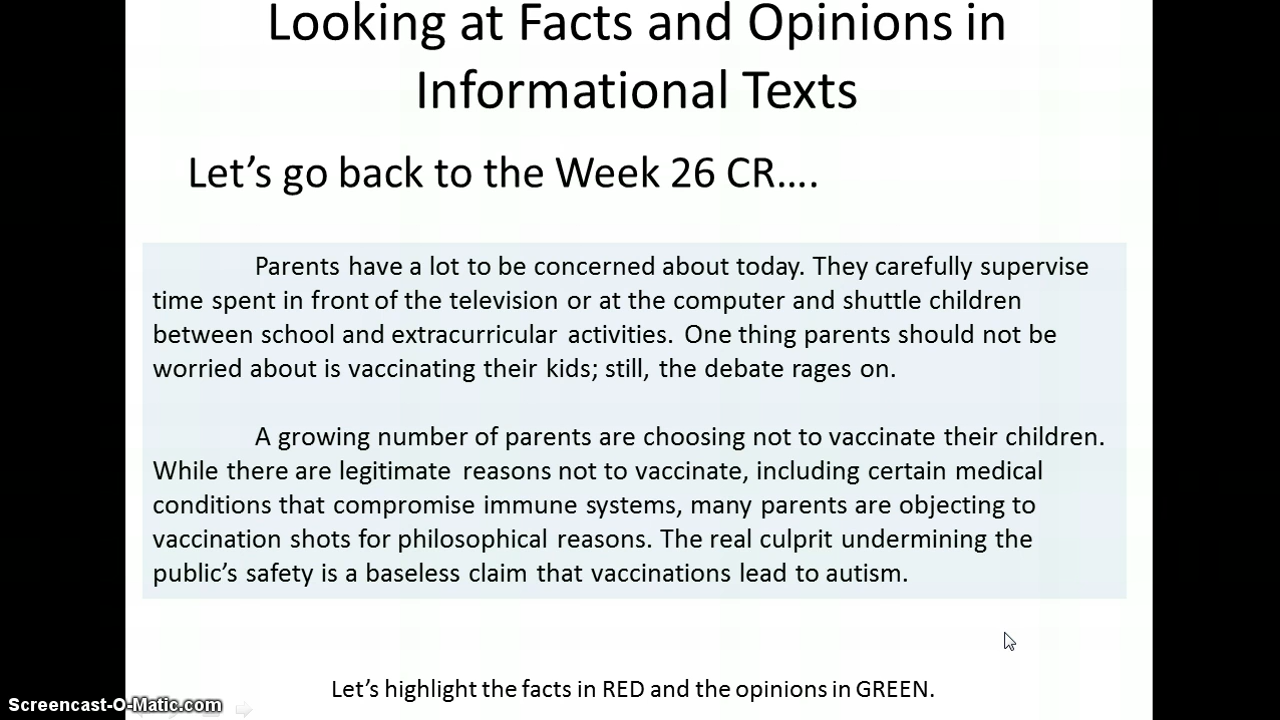 Looking at Facts and Opinions in
Informational Texts
Let's go back to the Week 26 CR....
Parents have a lot to be concerned about today. They carefully supervise
time spent in front of the television or at the computer and shuttle children
between school and extracurricular activities. One thing parents should not be
worried about is vaccinating their kids; still, the debate rages on.
A growing number of parents are choosing not to vaccinate their children.
While there are legitimate reasons not to vaccinate, including certain medical
conditions that compromise immune systems, many parents are objecting to
vaccination shots for philosophical reasons. The real culprit undermining the
public's safety is a baseless claim that vaccinations lead to autism.
Let's highlight the facts in RED and the opinions in GREEN.
Screencast-O-Matic.com